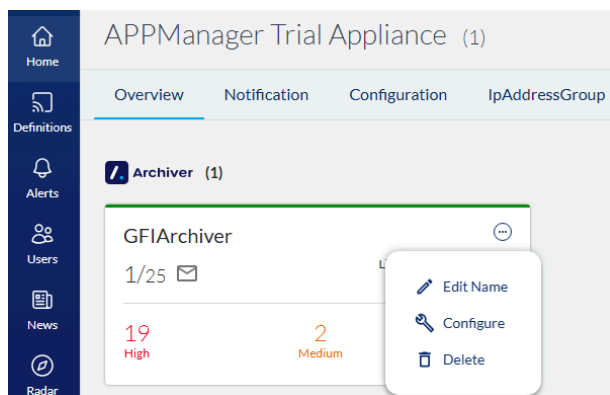 APPManager Trial Appliance (1)
Home
Overview Notification Configuration IpAddressGroup
Definitions
Archiver (1)
Alerts
GFIArchiver
Users
1/25
Edit Name
News
Configure
19 2
High Medium
Delete
Radar